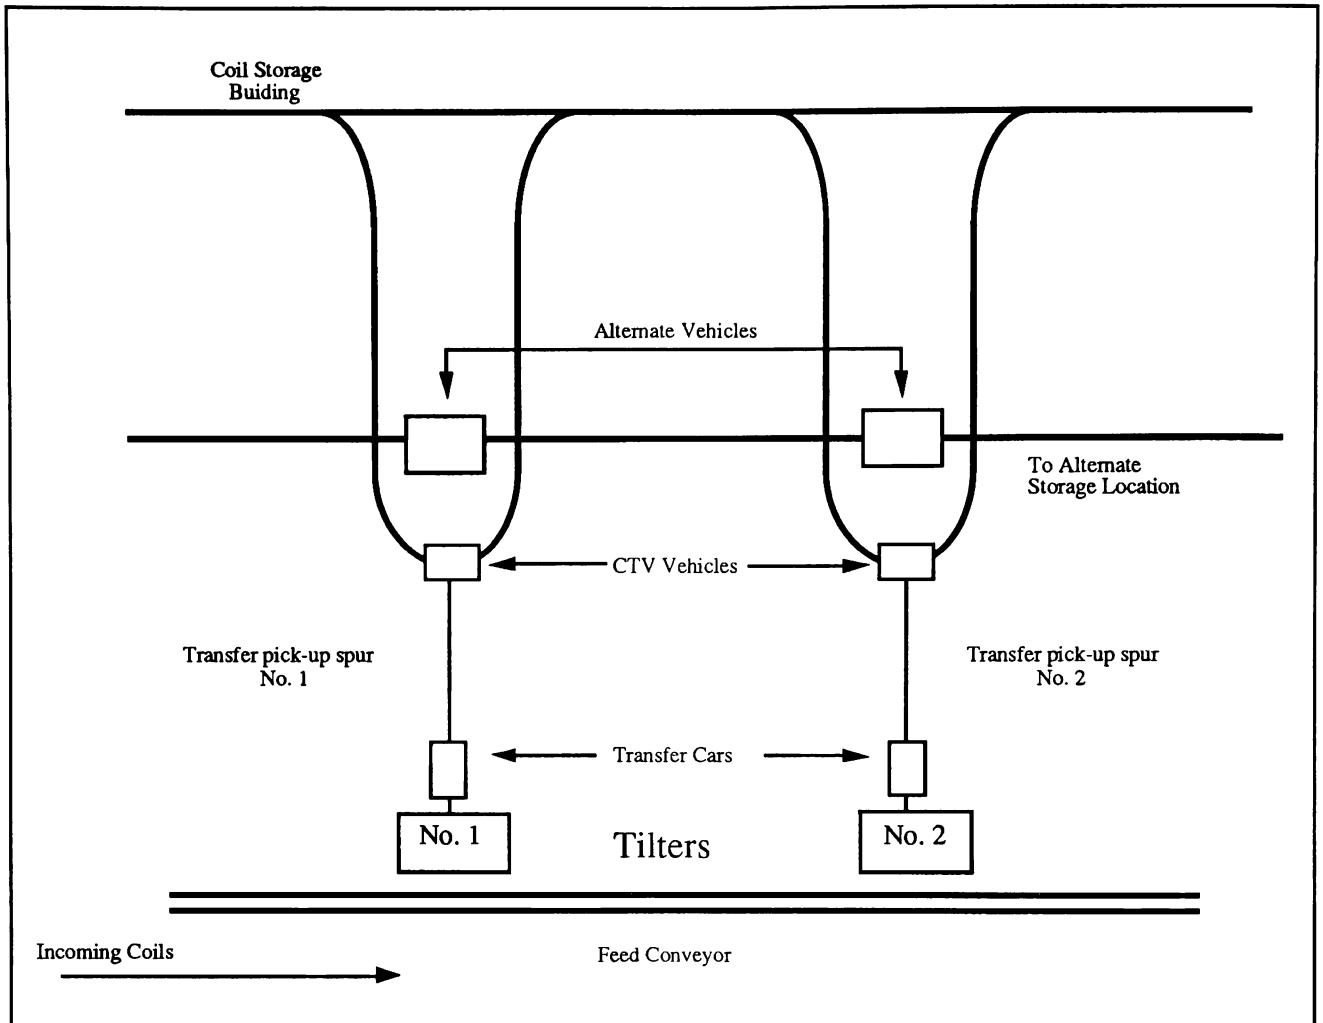 Coil Storage
Buiding
Alternate Vehicles
To Alternate
Storage Location
CTV Vehicles
Transfer pick-up spur
No. 1
Transfer pick-up spur
No. 2
Transfer Cars
No. 1
Tilters
No. 2
Incoming Coils
Feed Conveyor